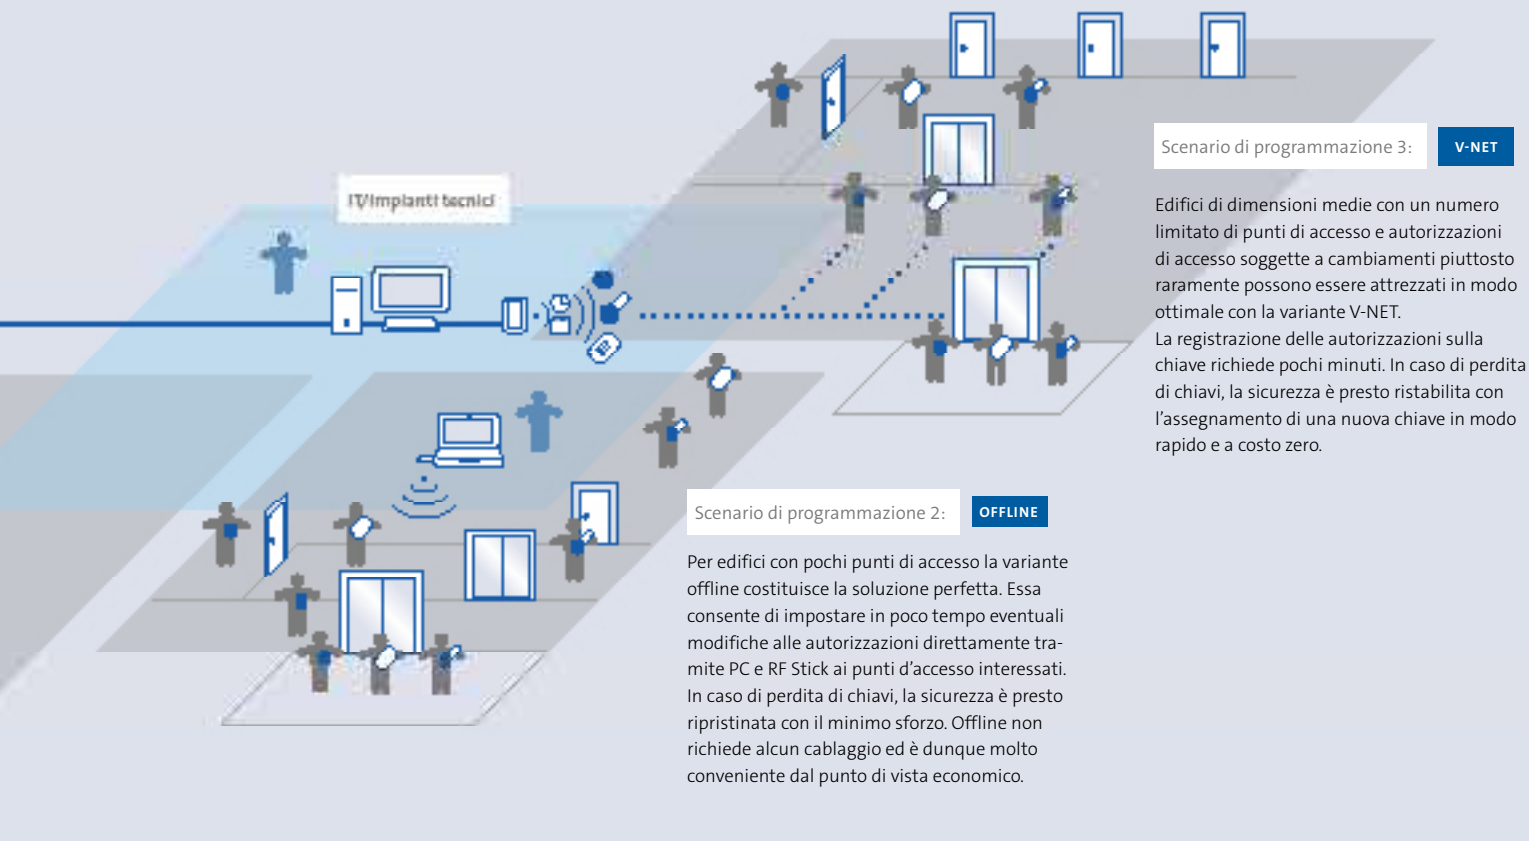 IT/Impianti tecnici
Scenario di programmazione 3:
V-NET
Edifici di dimensioni medie con un numero
limitato di punti di accesso e autorizzazioni
di accesso soggette a cambiamenti piuttosto
raramente possono essere attrezzati in modo
ottimale con la variante V-NET.
La registrazione delle autorizzazioni sulla
chiave richiede pochi minuti. In caso di perdita
di chiavi, la sicurezza è presto ristabilita con
l’assegnamento di una nuova chiave in modo
rapido e a costo zero.
Scenario di programmazione 2:
OFFLINE
Per edifici con pochi punti di accesso la variante
offline costituisce la soluzione perfetta. Essa
consente di impostare in poco tempo eventuali
modifiche alle autorizzazioni direttamente tra-
mite PC e RF Stick ai punti d’accesso interessati.
In caso di perdita di chiavi, la sicurezza è presto
ripristinata con il minimo sforzo. Offline non
richiede alcun cablaggio ed è dunque molto
conveniente dal punto di vista economico.